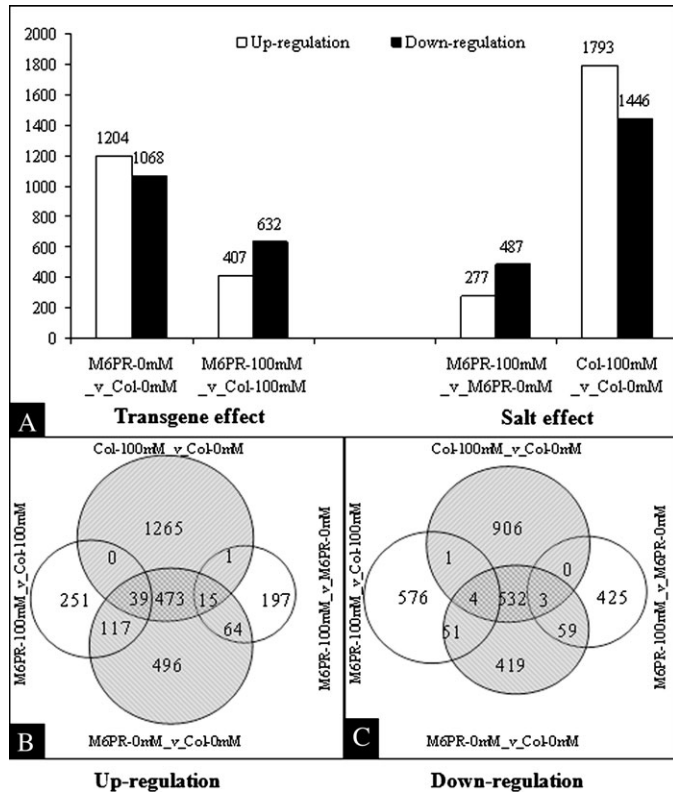 2000
1800
1600
1400
1200
1000
800
600
400
200
0
Up-regulation
Down-regulation
1204
1068
407
632
277
487
1793
1446
M6PR-0mM
_v_Col-0mM
M6PR-100mM
_v_Col-100mM
M6PR-100mM
_v_M6PR-0mM
Col-100mM
_v_Col-0mM
A
Transgene effect
Salt effect
Col-100mM_v_Col-0mM
M6PR-100mM_v_Col-100mM
M6PR-100mM_v_M6PR-0mM
1265
0
1
251
39
473
15
197
117
64
496
M6PR-0mM_v_Col-0mM
B
Up-regulation
Col-100mM_v_Col-0mM
M6PR-100mM_v_Col-100mM
M6PR-100mM_v_M6PR-0mM
906
1
0
576
4
532
3
425
51
59
419
M6PR-0mM_v_Col-0mM
C
Down-regulation